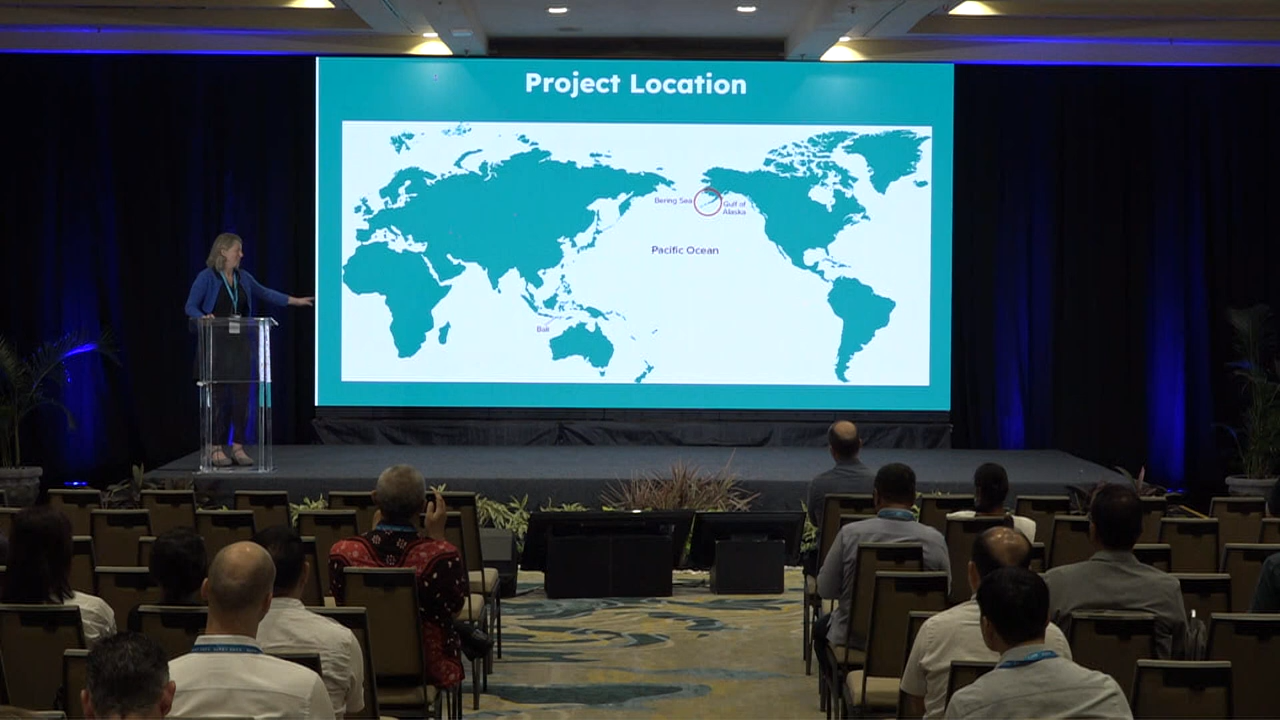 Project Location
Bering Sea
Gulf of
Alaska
Pacific Ocean
Bali